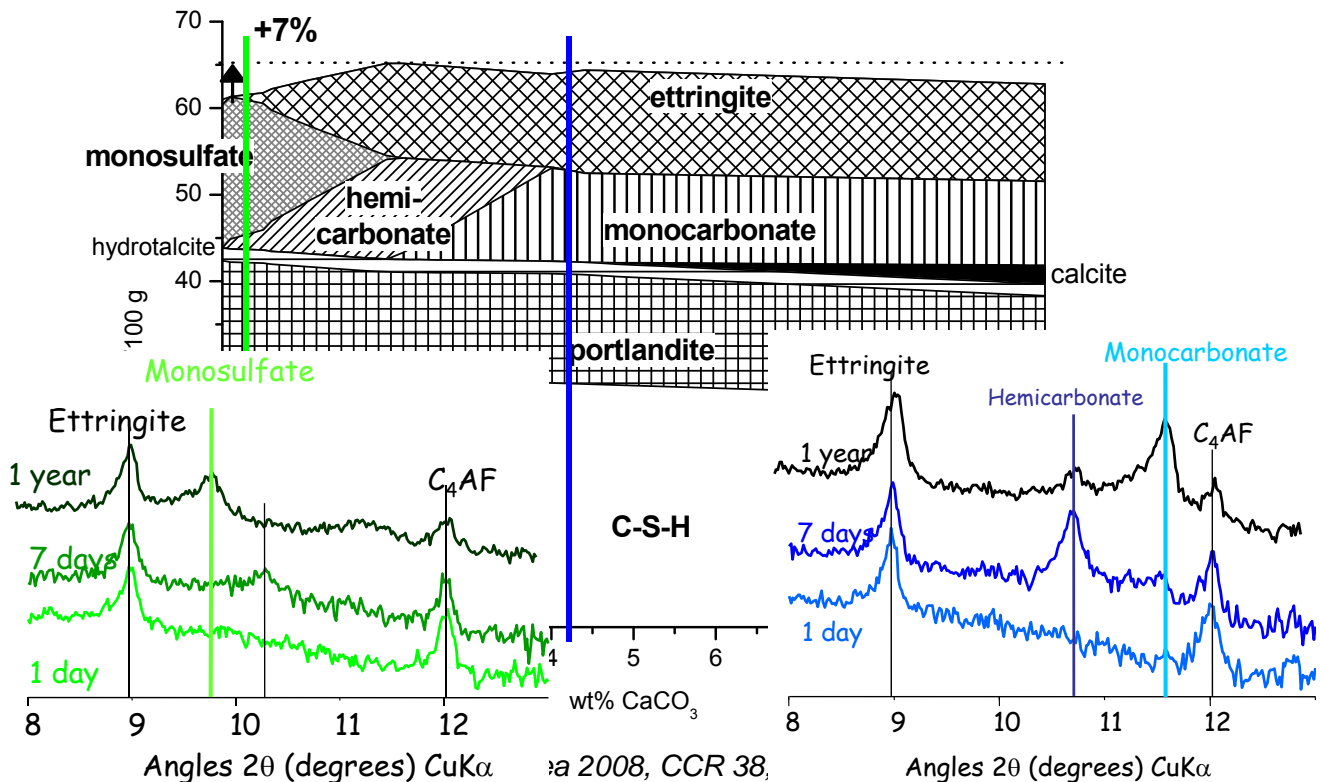 70
+7%
60
ettringite
monosulfate
50
hemi-
carbonate
monocarbonate
hydrotalcite
calcite
40
100 g
portlandite
Monosulfate
Ettringite
1 year
C₄AF
7 days
1 day
8 9 10 11 12
Angles 2θ (degrees) CuKα
C-S-H
4 5 6
wt% CaCO₃
Monocarbonate
Ettringite
Hemicarbonate
C₄AF
1 year
7 days
1 day
8 9 10 11 12
Angles 2θ (degrees) CuKα
2008, CCR 38,